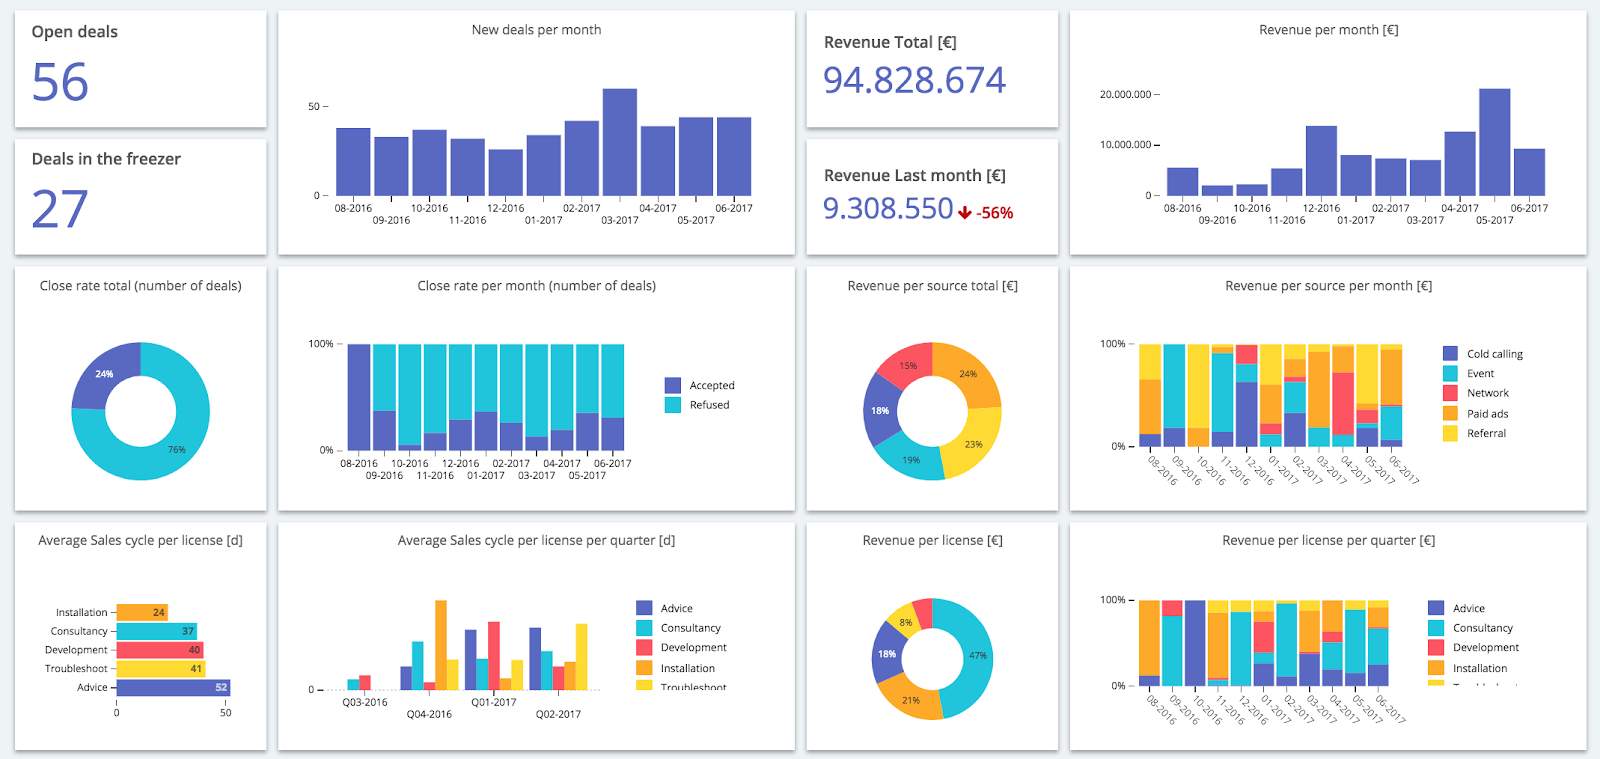 Open deals
56
Deals in the freezer
27
New deals per month
50
0
08-2016
09-2016
10-2016
11-2016
12-2016
01-2017
02-2017
03-2017
04-2017
05-2017
06-2017
Revenue Total [€]
94.828.674
Revenue Last month [€]
9.308.550 -56%
Revenue per month [€]
20.000.000
10.000.000
0
08-2016
09-2016
10-2016
11-2016
12-2016
01-2017
02-2017
03-2017
04-2017
05-2017
06-2017
Close rate total (number of deals)
24%
76%
Close rate per month (number of deals)
100%
0%
08-2016
09-2016
10-2016
11-2016
12-2016
01-2017
02-2017
03-2017
04-2017
05-2017
06-2017
Accepted
Refused
Revenue per source total [€]
15%
24%
18%
23%
19%
Revenue per source per month [€]
100%
0%
08-2016
09-2016
10-2016
11-2016
12-2016
01-2017
02-2017
03-2017
04-2017
05-2017
06-2017
Cold calling
Event
Network
Paid ads
Referral
Average Sales cycle per license [d]
Installation 24
Consultancy 37
Development 40
Troubleshoot 41
Advice 52
0
50
Average Sales cycle per license per quarter [d]
0
Q03-2016
Q04-2016
Q01-2017
Q02-2017
Advice
Consultancy
Development
Installation
Troubleshoot
Revenue per license [€]
8%
18%
47%
21%
Revenue per license per quarter [€]
100%
0%
08-2016
09-2016
10-2016
11-2016
12-2016
01-2017
02-2017
03-2017
04-2017
05-2017
06-2017
Advice
Consultancy
Development
Installation